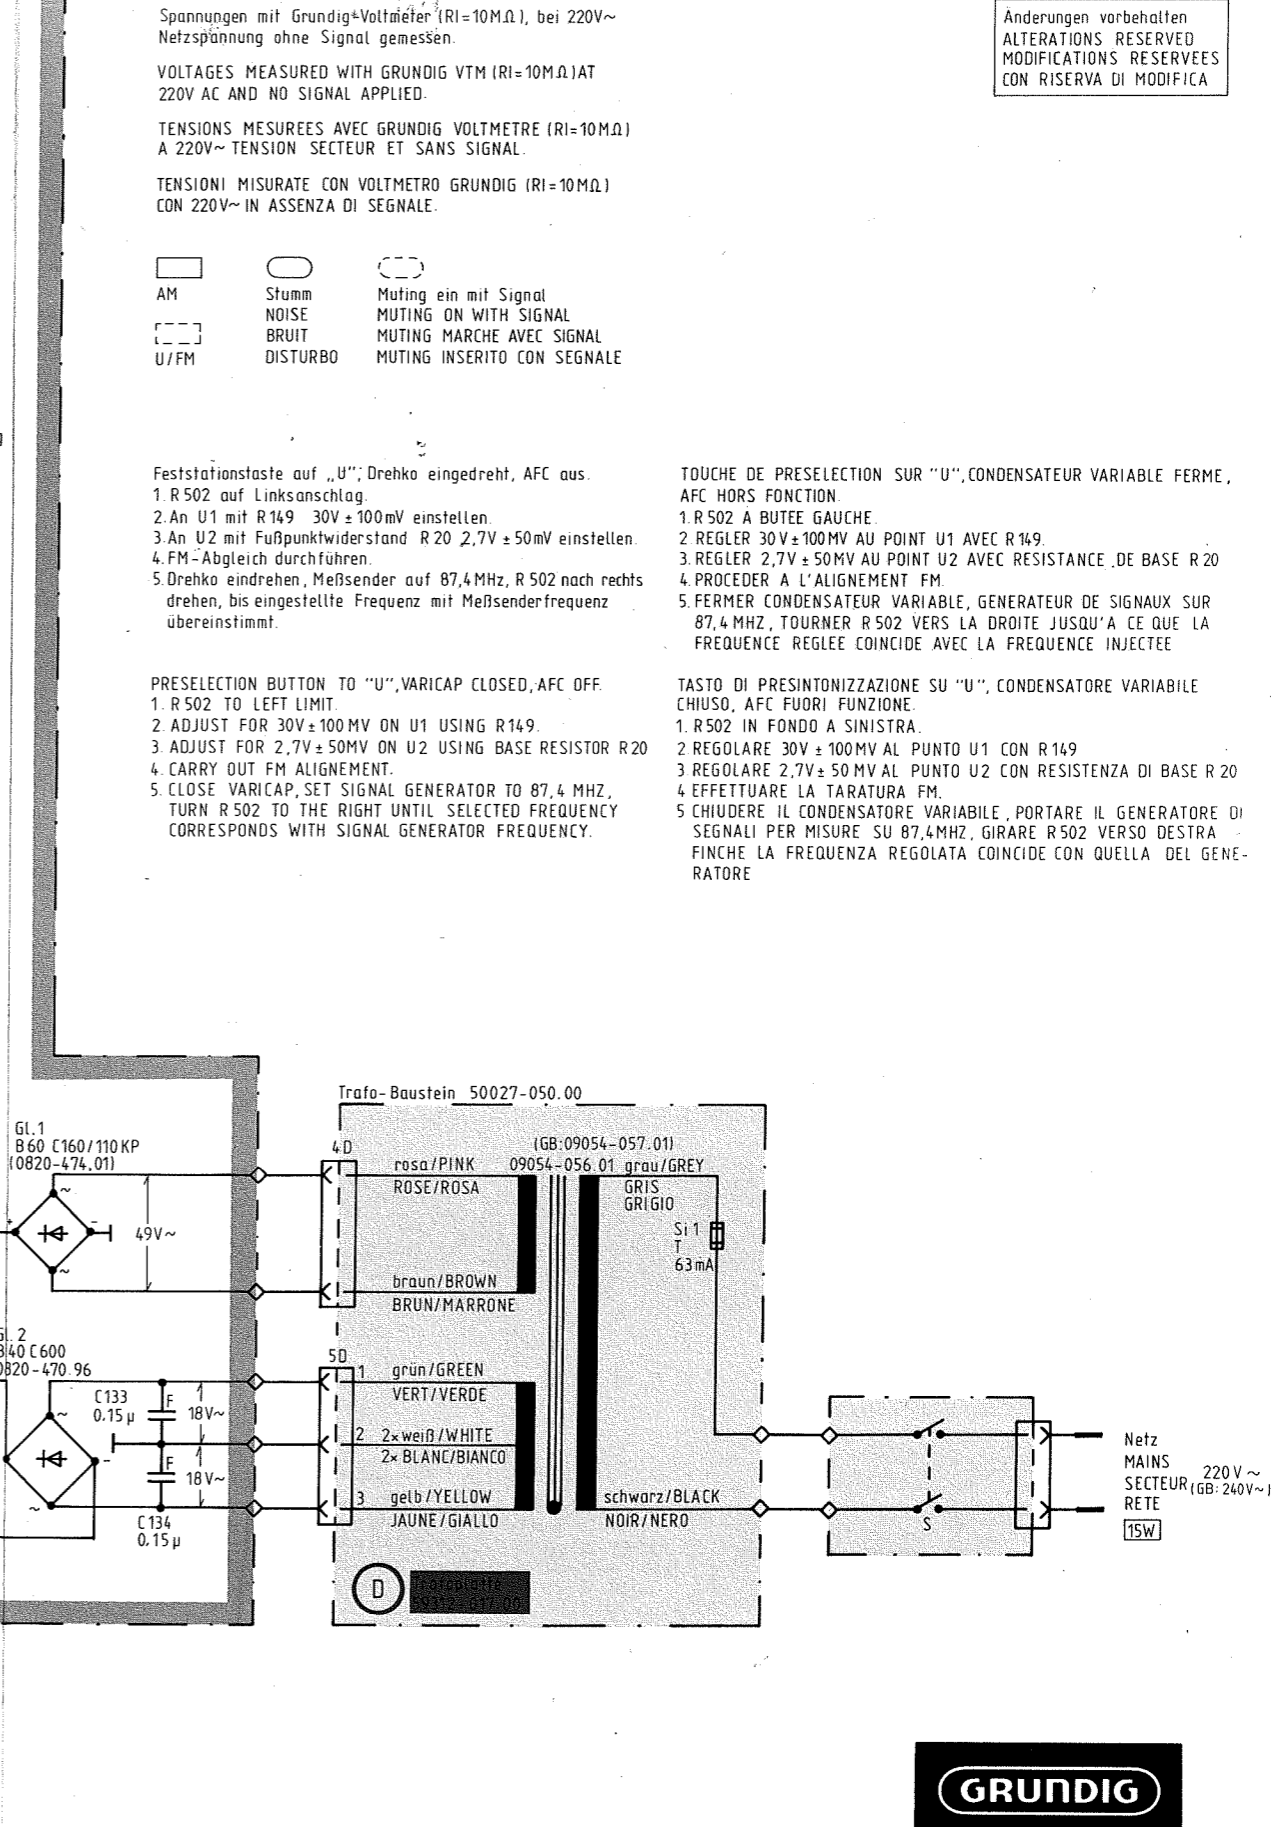 Spannungen mit Grundig-Voltmeter (RI=10MΩ), bei 220V~
Netzspannung ohne Signal gemessen.
VOLTAGES MEASURED WITH GRUNDIG VTM (RI=10MΩ)AT
220V AC AND NO SIGNAL APPLIED.
TENSIONS MESUREES AVEC GRUNDIG VOLTMETRE (RI=10MΩ)
A 220V~ TENSION SECTEUR ET SANS SIGNAL.
TENSIONI MISURATE CON VOLTMETRO GRUNDIG (RI=10MΩ)
CON 220V~ IN ASSENZA DI SEGNALE.
Änderungen vorbehalten
ALTERATIONS RESERVED
MODIFICATIONS RESERVEES
CON RISERVA DI MODIFICA
AM
U/FM
Stumm
NOISE
BRUIT
DISTURBO
Muting ein mit Signal
MUTING ON WITH SIGNAL
MUTING MARCHE AVEC SIGNAL
MUTING INSERITO CON SEGNALE
Feststationstaste auf „U", Drehko eingedreht, AFC aus.
1. R 502 auf Linksanschlag.
2. An U1 mit R149 30V ± 100mV einstellen.
3. An U2 mit Fußpunktwiderstand R 20 2,7V ± 50mV einstellen.
4. FM-Abgleich durchführen.
5. Drehko eindrehen, Meßsender auf 87,4MHz, R 502 nach rechts
drehen, bis eingestellte Frequenz mit Meßsenderfrequenz
übereinstimmt.
TOUCHE DE PRESELECTION SUR "U", CONDENSATEUR VARIABLE FERME,
AFC HORS FONCTION.
1. R 502 A BUTEE GAUCHE.
2. REGLER 30V±100MV AU POINT U1 AVEC R149.
3. REGLER 2,7V ± 50MV AU POINT U2 AVEC RESISTANCE DE BASE R 20
4. PROCEDER A L'ALIGNEMENT FM.
5. FERMER CONDENSATEUR VARIABLE, GENERATEUR DE SIGNAUX SUR
87,4 MHZ, TOURNER R 502 VERS LA DROITE JUSQU'A CE QUE LA
FREQUENCE REGLEE COINCIDE AVEC LA FREQUENCE INJECTEE
PRESELECTION BUTTON TO "U", VARICAP CLOSED, AFC OFF.
1. R 502 TO LEFT LIMIT.
2. ADJUST FOR 30V±100MV ON U1 USING R149.
3. ADJUST FOR 2,7V± 50MV ON U2 USING BASE RESISTOR R20
4. CARRY OUT FM ALIGNEMENT.
5. CLOSE VARICAP, SET SIGNAL GENERATOR TO 87,4 MHZ,
TURN R 502 TO THE RIGHT UNTIL SELECTED FREQUENCY
CORRESPONDS WITH SIGNAL GENERATOR FREQUENCY.
TASTO DI PRESINTONIZZAZIONE SU "U", CONDENSATORE VARIABILE
CHIUSO, AFC FUORI FUNZIONE.
1. R502 IN FONDO A SINISTRA.
2 REGOLARE 30V ± 100MV AL PUNTO U1 CON R149
3 REGOLARE 2,7V± 50 MV AL PUNTO U2 CON RESISTENZA DI BASE R 20
4 EFFETTUARE LA TARATURA FM.
5 CHIUDERE IL CONDENSATORE VARIABILE, PORTARE IL GENERATORE DI
SEGNALI PER MISURE SU 87,4MHZ, GIRARE R502 VERSO DESTRA
FINCHE LA FREQUENZA REGOLATA COINCIDE CON QUELLA DEL GENE-
RATORE
Trafo-Baustein 50027-050.00
Gl.1
B60 C160/110KP
(0820-474.01)
~
+
-
~
49V~
4D
rosa/PINK
ROSE/ROSA
braun/BROWN
BRUN/MARRONE
(GB:09054-057.01)
09054-056.01
grau/GREY
GRIS
GRIGIO
Si 1
T
63mA
Gl. 2
B40 C600
0820-470.96
C133
0,15µ
F
18V~
~
-
~
F
18V~
C134
0,15µ
5D
1
grün/GREEN
VERT/VERDE
2
2x weiß/WHITE
2x BLANC/BIANCO
3
gelb/YELLOW
JAUNE/GIALLO
schwarz/BLACK
NOIR/NERO
S
Netz
MAINS
SECTEUR
RETE
220V~
(GB: 240V~)
15W
D
Trafoplatte
GRUNDIG